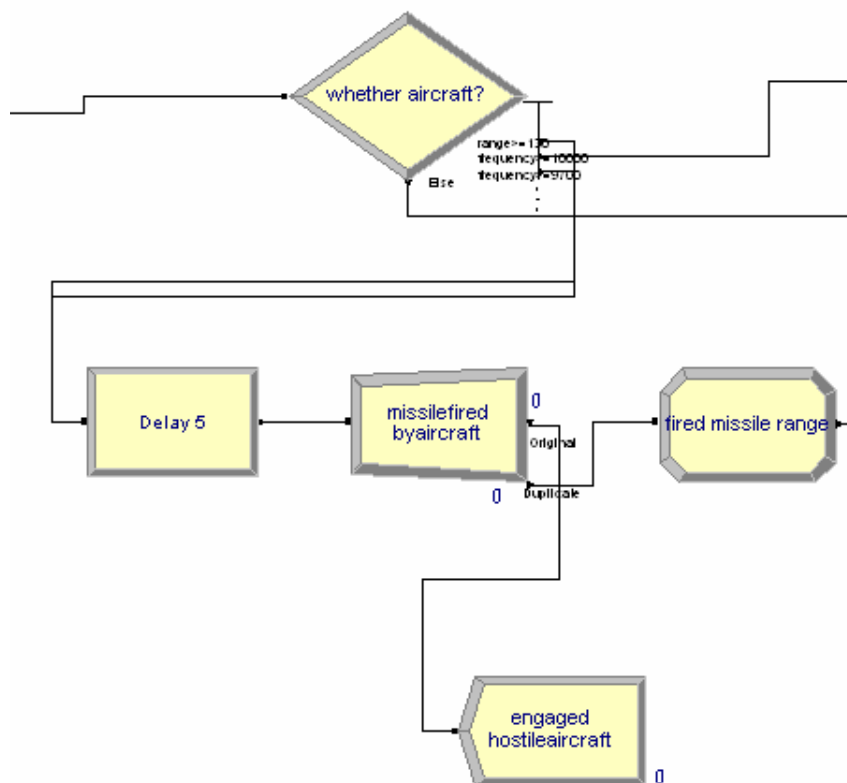 whether aircraft?
range>=
Else
Delay 5
missilefired
byaircraft
0
Original
0
Duplicate
fired missile range
engaged
hostileaircraft
0